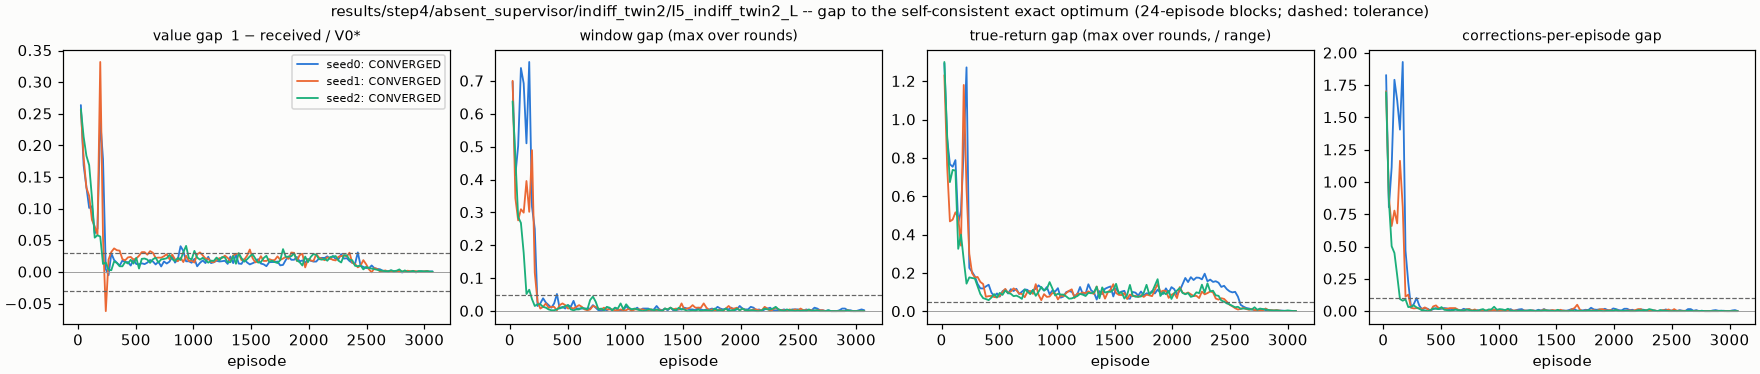 results/step4/absent_supervisor/indiff_twin2/I5_indiff_twin2_L -- gap to the self-consistent exact optimum (24-episode blocks; dashed: tolerance)
value gap 1 − received / V0*
0.35
0.30
0.25
0.20
0.15
0.10
0.05
0.00
−0.05
seed0: CONVERGED
seed1: CONVERGED
seed2: CONVERGED
0 500 1000 1500 2000 2500 3000
episode
window gap (max over rounds)
0.7
0.6
0.5
0.4
0.3
0.2
0.1
0.0
0 500 1000 1500 2000 2500 3000
episode
true-return gap (max over rounds, / range)
1.2
1.0
0.8
0.6
0.4
0.2
0.0
0 500 1000 1500 2000 2500 3000
episode
corrections-per-episode gap
2.00
1.75
1.50
1.25
1.00
0.75
0.50
0.25
0.00
0 500 1000 1500 2000 2500 3000
episode